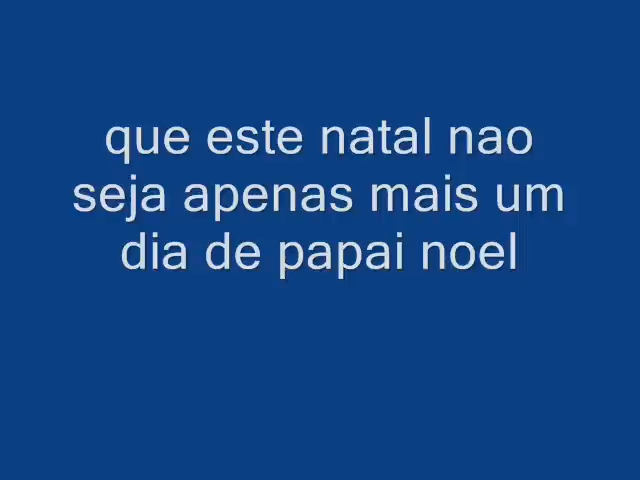 que este natal nao
seja apenas mais um
dia de papai noel